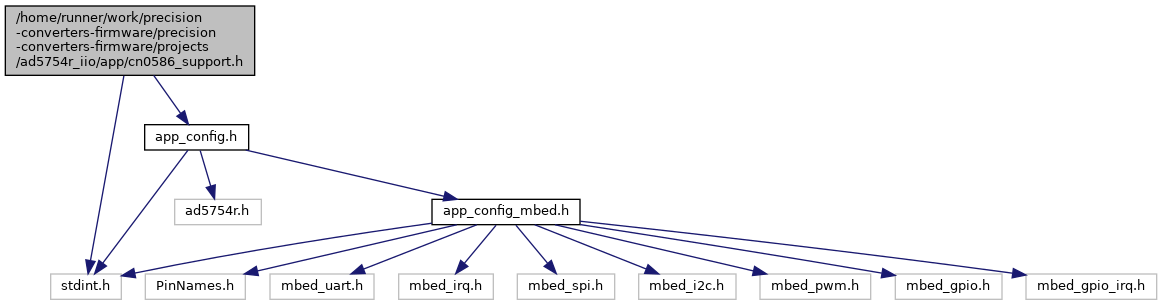 /home/runner/work/precision
-converters-firmware/precision
-converters-firmware/projects
/ad5754r_iio/app/cn0586_support.h
app_config.h
ad5754r.h
app_config_mbed.h
stdint.h
PinNames.h
mbed_uart.h
mbed_irq.h
mbed_spi.h
mbed_i2c.h
mbed_pwm.h
mbed_gpio.h
mbed_gpio_irq.h